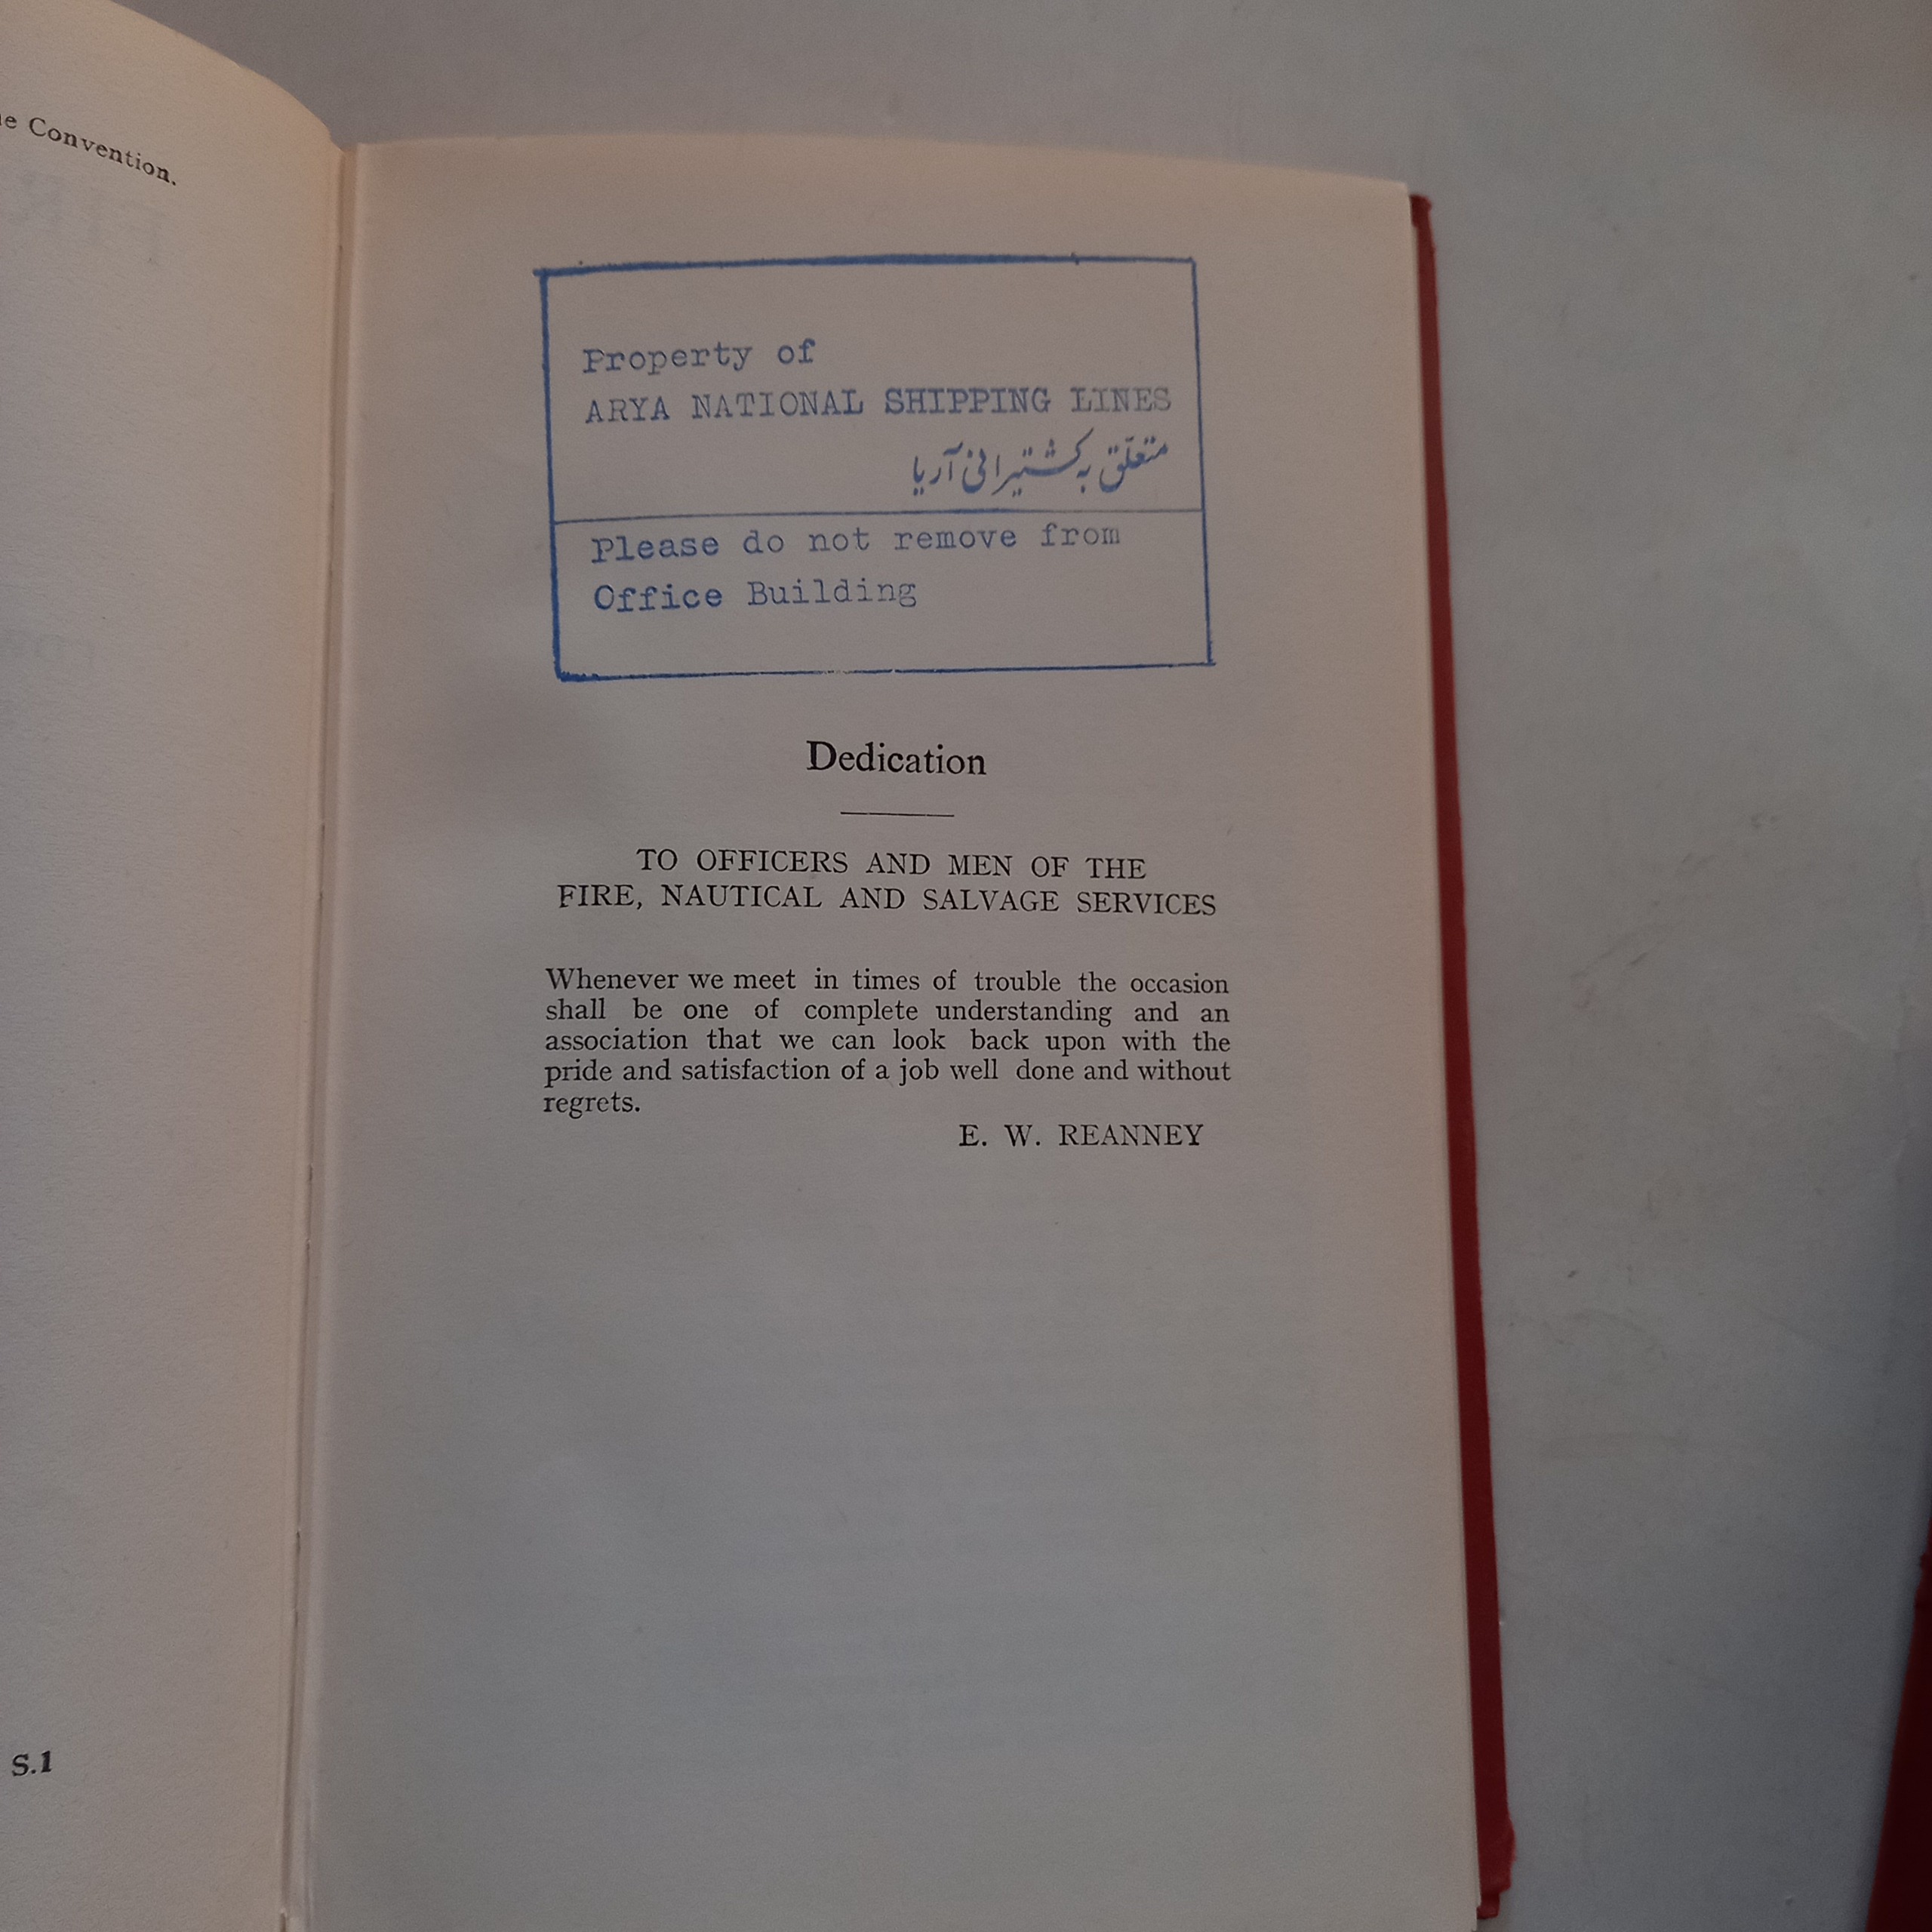 e Convention.
S.1
Property of
ARYA NATIONAL SHIPPING LINES
متعلّق به کشتیرانی آریا
Please do not remove from
Office Building
Dedication
TO OFFICERS AND MEN OF THE
FIRE, NAUTICAL AND SALVAGE SERVICES
Whenever we meet in times of trouble the occasion
shall be one of complete understanding and an
association that we can look back upon with the
pride and satisfaction of a job well done and without
regrets.
E. W. REANNEY